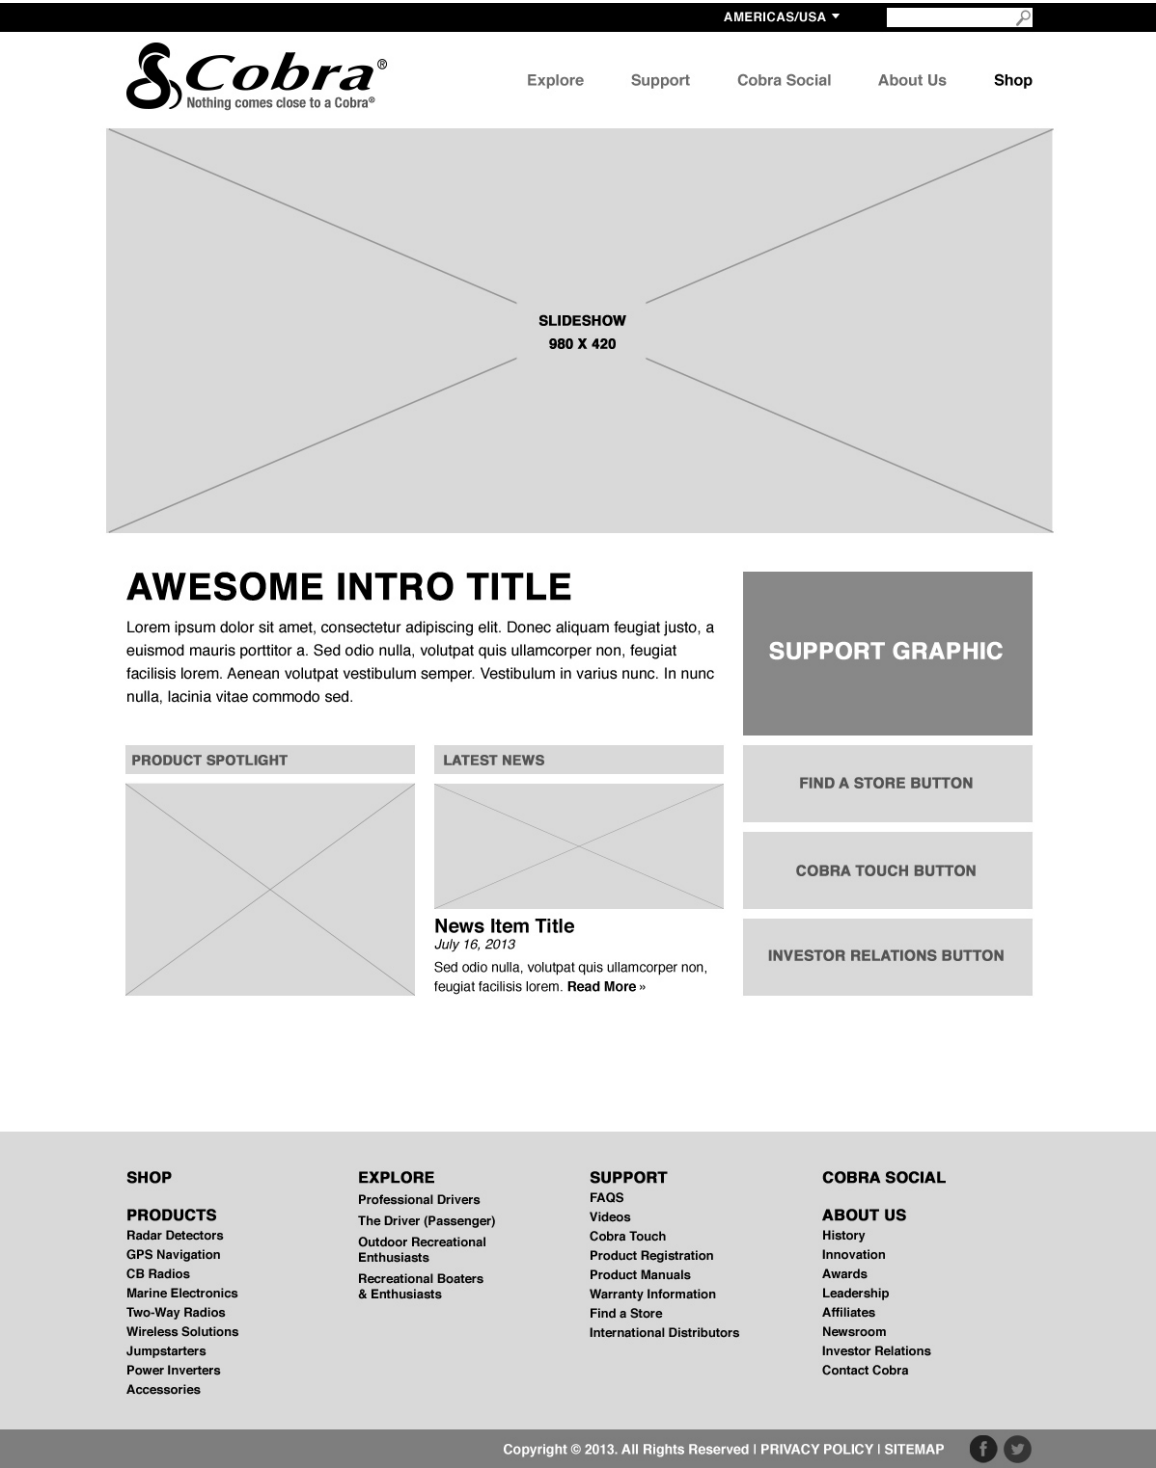 AMERICAS/USA
Cobra®
Nothing comes close to a Cobra®
Explore
Support
Cobra Social
About Us
Shop
SLIDESHOW
980 X 420
AWESOME INTRO TITLE
Lorem ipsum dolor sit amet, consectetur adipiscing elit. Donec aliquam feugiat justo, a
euismod mauris porttitor a. Sed odio nulla, volutpat quis ullamcorper non, feugiat
facilisis lorem. Aenean volutpat vestibulum semper. Vestibulum in varius nunc. In nunc
nulla, lacinia vitae commodo sed.
SUPPORT GRAPHIC
PRODUCT SPOTLIGHT
LATEST NEWS
News Item Title
July 16, 2013
Sed odio nulla, volutpat quis ullamcorper non,
feugiat facilisis lorem. Read More »
FIND A STORE BUTTON
COBRA TOUCH BUTTON
INVESTOR RELATIONS BUTTON
SHOP
PRODUCTS
Radar Detectors
GPS Navigation
CB Radios
Marine Electronics
Two-Way Radios
Wireless Solutions
Jumpstarters
Power Inverters
Accessories
EXPLORE
Professional Drivers
The Driver (Passenger)
Outdoor Recreational
Enthusiasts
Recreational Boaters
& Enthusiasts
SUPPORT
FAQS
Videos
Cobra Touch
Product Registration
Product Manuals
Warranty Information
Find a Store
International Distributors
COBRA SOCIAL
ABOUT US
History
Innovation
Awards
Leadership
Affiliates
Newsroom
Investor Relations
Contact Cobra
Copyright © 2013. All Rights Reserved | PRIVACY POLICY | SITEMAP